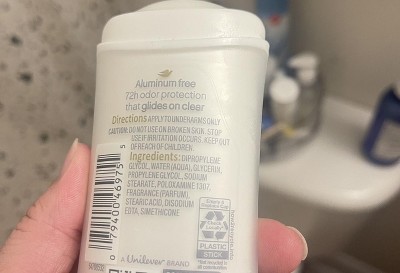 Aluminum free
72h odor protection
that glides on clear
Directions APPLY TO UNDERARMS ONLY
CAUTION: DO NOT USE ON BROKEN SKIN. STOP
USE IF IRRITATION OCCURS. KEEP OUT
OF REACH OF CHILDREN.
Ingredients: DIPROPYLENE
GLYCOL, WATER (AQUA), GLYCERIN,
PROPYLENE GLYCOL, SODIUM
STEARATE, POLOXAMINE 1307,
FRAGRANCE (PARFUM),
STEARIC ACID, DISODIUM
EDTA, SIMETHICONE
0 79400 46975 5
PLASTIC
STICK
A Unilever BRAND